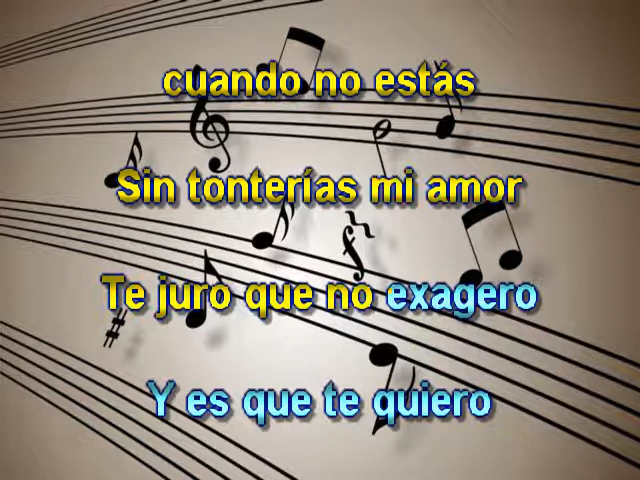 cuando no estás
Sin tonterías mi amor
Te juro que no exagero
Y es que te quiero